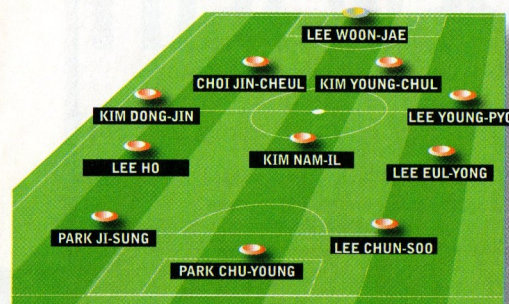 LEE WOON-JAE
CHOI JIN-CHEUL
KIM YOUNG-CHUL
KIM DONG-JIN
LEE YOUNG-PYO
LEE HO
KIM NAM-IL
LEE EUL-YONG
PARK JI-SUNG
LEE CHUN-SOO
PARK CHU-YOUNG